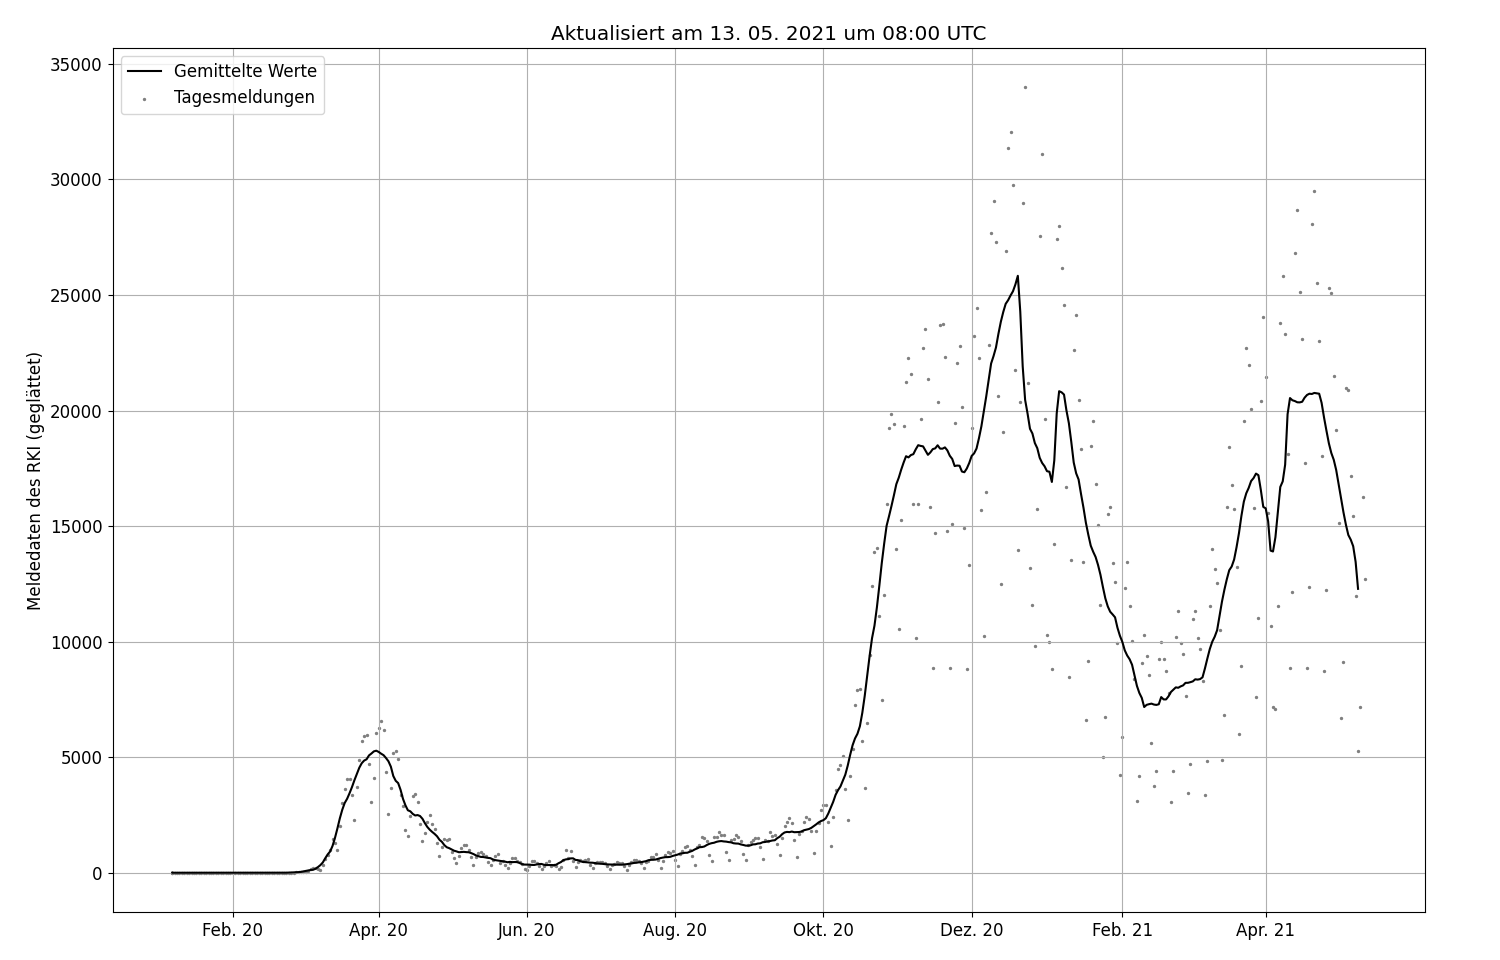 Aktualisiert am 13. 05. 2021 um 08:00 UTC
Gemittelte Werte
Tagesmeldungen
Meldedaten des RKI (geglättet)
35000
30000
25000
20000
15000
10000
5000
0
Feb. 20 Apr. 20 Jun. 20 Aug. 20 Okt. 20 Dez. 20 Feb. 21 Apr. 21